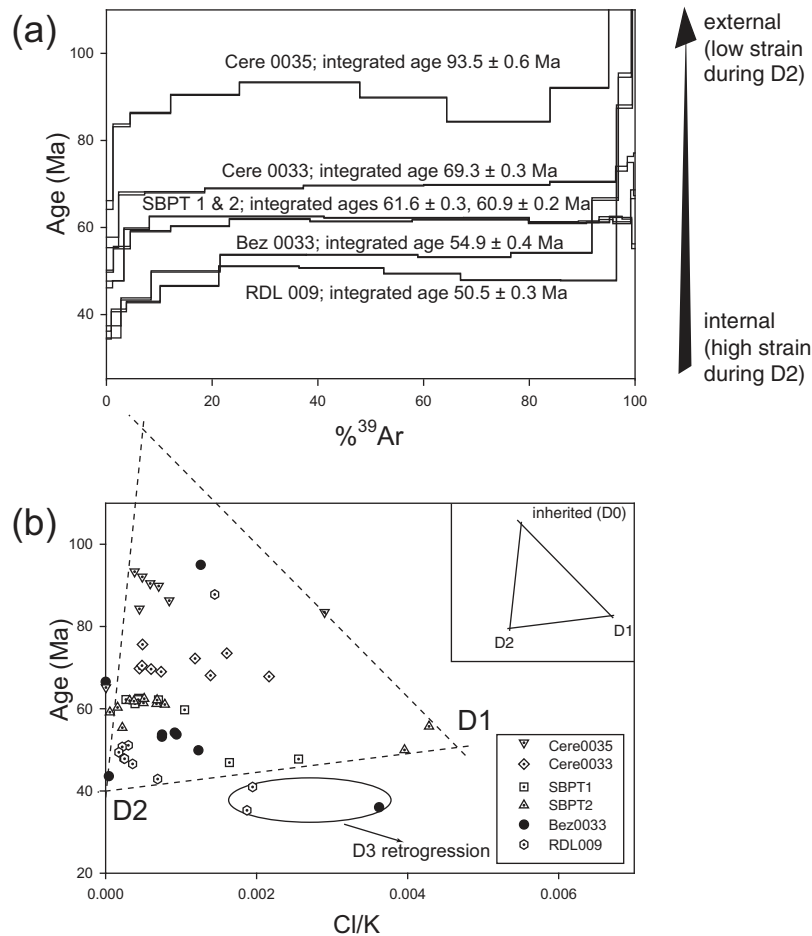 (a)
110
100
80
60
40
Age (Ma)
Cere 0035; integrated age 93.5 ± 0.6 Ma
Cere 0033; integrated age 69.3 ± 0.3 Ma
SBPT 1 & 2; integrated ages 61.6 ± 0.3, 60.9 ± 0.2 Ma
Bez 0033; integrated age 54.9 ± 0.4 Ma
RDL 009; integrated age 50.5 ± 0.3 Ma
0 20 40 60 80 100
%³⁹Ar
external
(low strain
during D2)
internal
(high strain
during D2)
(b)
100
80
60
40
20
Age (Ma)
inherited (D0)
D2
D1
D1
D2
D3 retrogression
Cere0035
Cere0033
SBPT1
SBPT2
Bez0033
RDL009
0.000 0.002 0.004 0.006
Cl/K